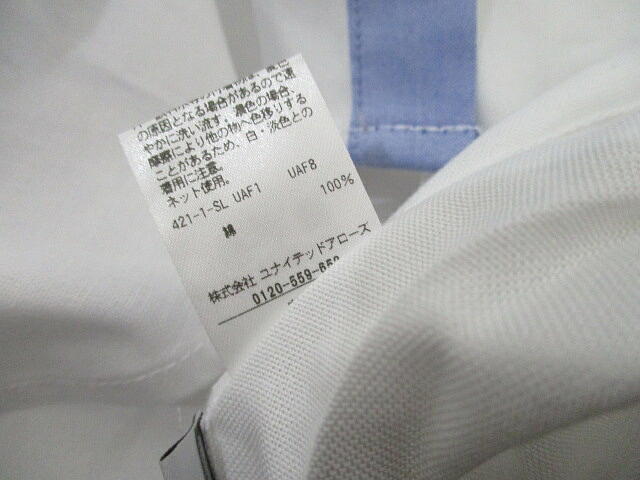 の原因となる場合があるので速
やかに洗い流す。濃色の場合、
摩擦により他の物へ色移りする
ことがあるため、白・淡色との
着用に注意。
ネット使用。
421-1-SL UAF1 UAF8
綿 100%
株式会社 ユナイテッドアローズ
0120-559-65